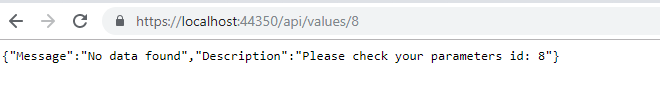 https://localhost:44350/api/values/8
{"Message":"No data found","Description":"Please check your parameters id: 8"}